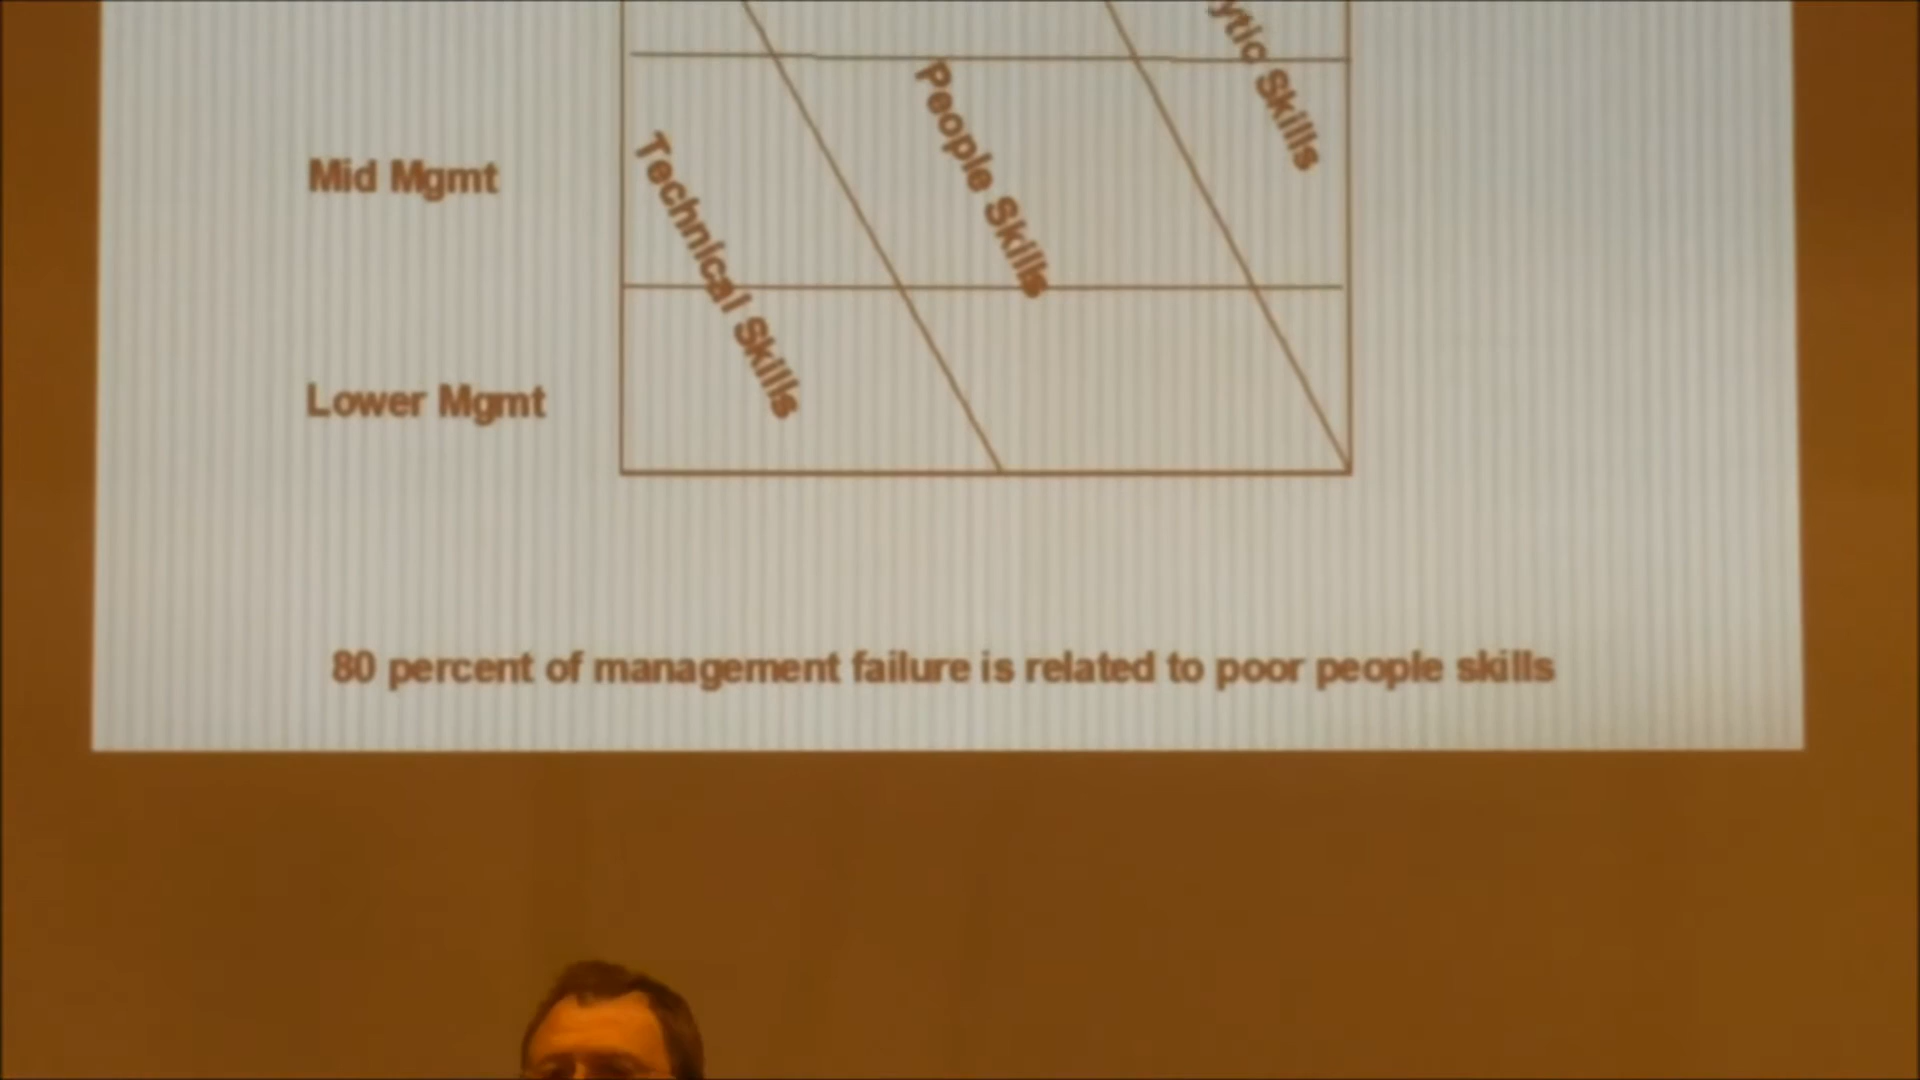 ytic Skills
People Skills
Technical Skills
Mid Mgmt
Lower Mgmt
80 percent of management failure is related to poor people skills